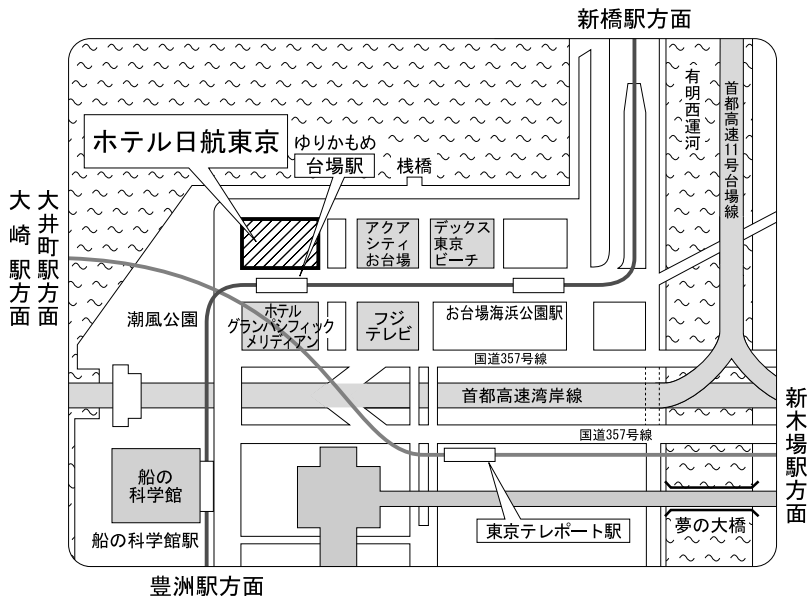 新橋駅方面
有明西運河
首都高速11号台場線
ホテル日航東京
ゆりかもめ
台場駅
桟橋
大井町駅方面
大崎駅方面
アクア
シティ
お台場
デックス
東京
ビーチ
潮風公園
ホテル
グランパシフィック
メリディアン
フジ
テレビ
お台場海浜公園駅
国道357号線
首都高速湾岸線
国道357号線
新木場駅方面
船の
科学館
船の科学館駅
東京テレポート駅
夢の大橋
豊洲駅方面